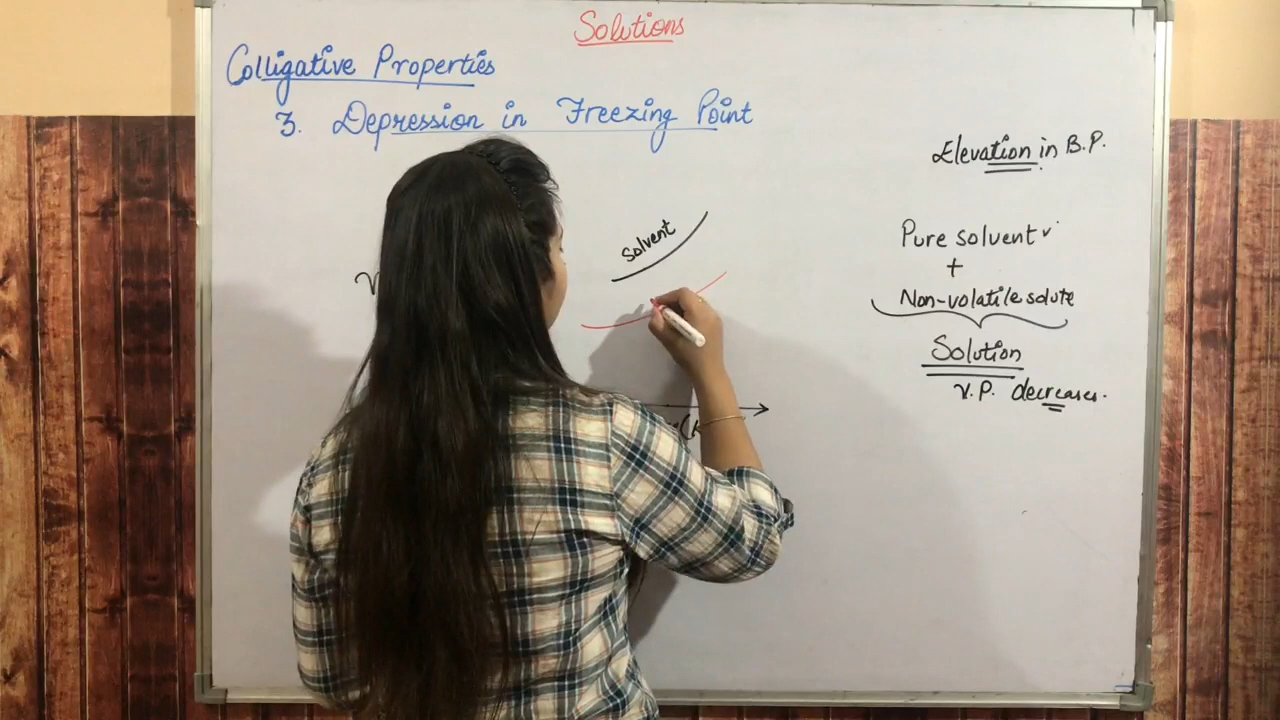 Solutions
Colligative Properties
3. Depression in Freezing Point
Elevation in B.P.
Solvent
Pure solvent
+
Non-volatile solute
Solution
V.P. decreases.